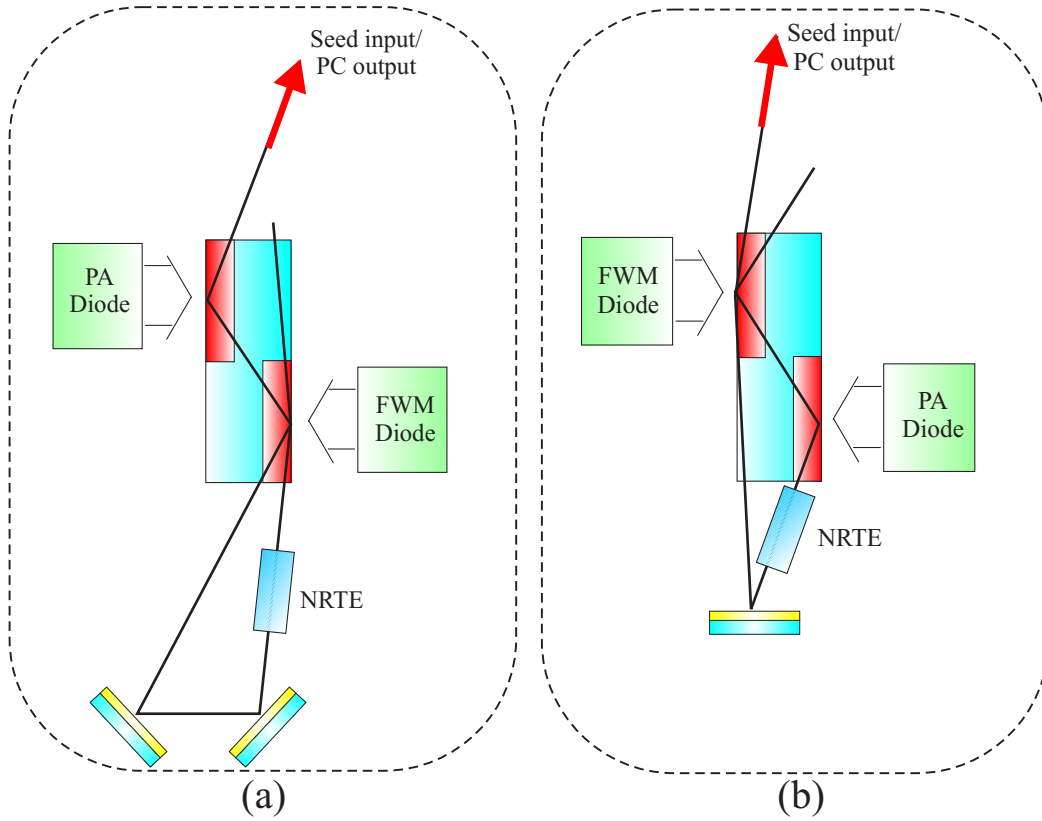 Seed input/
PC output
PA
Diode
FWM
Diode
NRTE
(a)
Seed input/
PC output
FWM
Diode
PA
Diode
NRTE
(b)